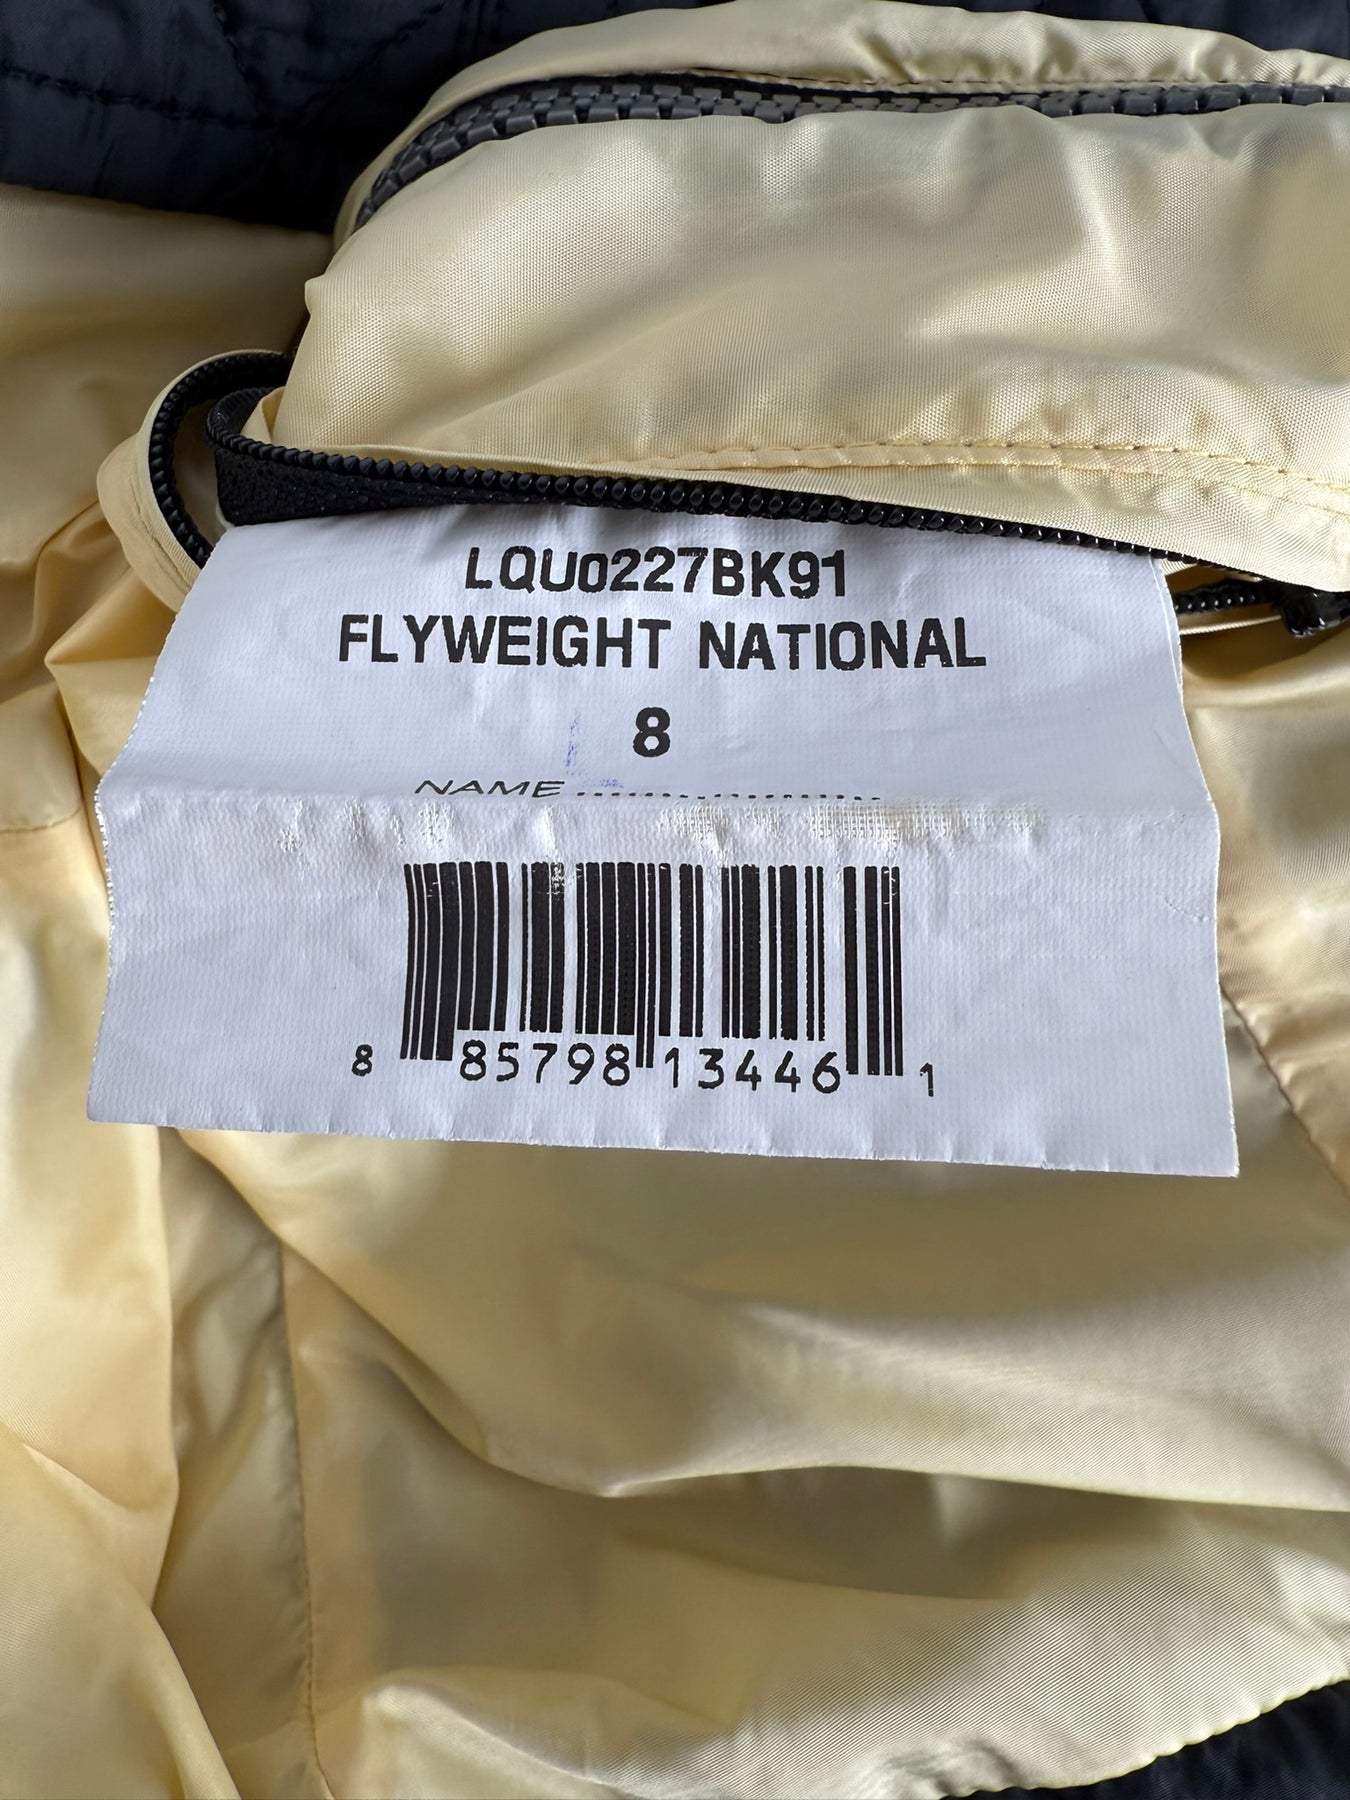 LQU0227BK91
FLYWEIGHT NATIONAL
8
NAME....................
8 85798 13446 1